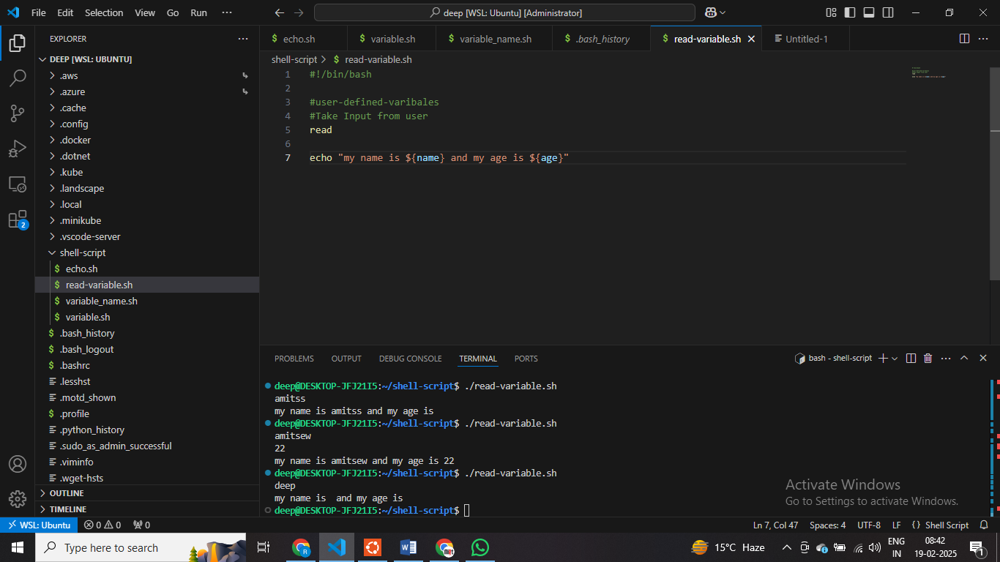 File Edit Selection View Go Run ··· deep [WSL: Ubuntu] [Administrator]
EXPLORER ···
DEEP [WSL: UBUNTU]
.aws
.azure
.cache
.config
.docker
.dotnet
.kube
.landscape
.local
.minikube
.vscode-server
shell-script
$ echo.sh
$ read-variable.sh
$ variable_name.sh
$ variable.sh
$ .bash_history
$ .bash_logout
$ .bashrc
.lesshst
.motd_shown
$ .profile
.python_history
.sudo_as_admin_successful
.viminfo
.wget-hsts
OUTLINE
TIMELINE
2
$ echo.sh $ variable.sh $ variable_name.sh $ .bash_history $ read-variable.sh Untitled-1 ···
shell-script > $ read-variable.sh
1 #!/bin/bash
2
3 #user-defined-varibales
4 #Take Input from user
5 read
6
7 echo "my name is ${name} and my age is ${age}"
PROBLEMS OUTPUT DEBUG CONSOLE TERMINAL PORTS bash - shell-script ···
deep@DESKTOP-JFJ21I5:~/shell-script$ ./read-variable.sh
amitss
my name is amitss and my age is
deep@DESKTOP-JFJ21I5:~/shell-script$ ./read-variable.sh
amitsew
22
my name is amitsew and my age is 22
deep@DESKTOP-JFJ21I5:~/shell-script$ ./read-variable.sh
deep
my name is  and my age is
deep@DESKTOP-JFJ21I5:~/shell-script$
Activate Windows
Go to Settings to activate Windows.
WSL: Ubuntu 0 0 0 Ln 7, Col 47 Spaces: 4 UTF-8 LF {} Shell Script
Type here to search 15°C Haze ENG IN 08:42 19-02-2025 1